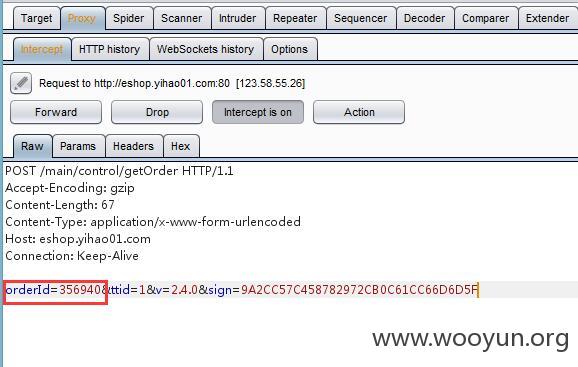 Target Proxy Spider Scanner Intruder Repeater Sequencer Decoder Comparer Extender
Intercept HTTP history WebSockets history Options
Request to http://eshop.yihao01.com:80 [123.58.55.26]
Forward Drop Intercept is on Action
Raw Params Headers Hex
POST /main/control/getOrder HTTP/1.1
Accept-Encoding: gzip
Content-Length: 67
Content-Type: application/x-www-form-urlencoded
Host: eshop.yihao01.com
Connection: Keep-Alive
orderId=356940&ttid=1&v=2.4.0&sign=9A2CC57C458782972CB0C61CC66D6D5F
www.wooyun.org